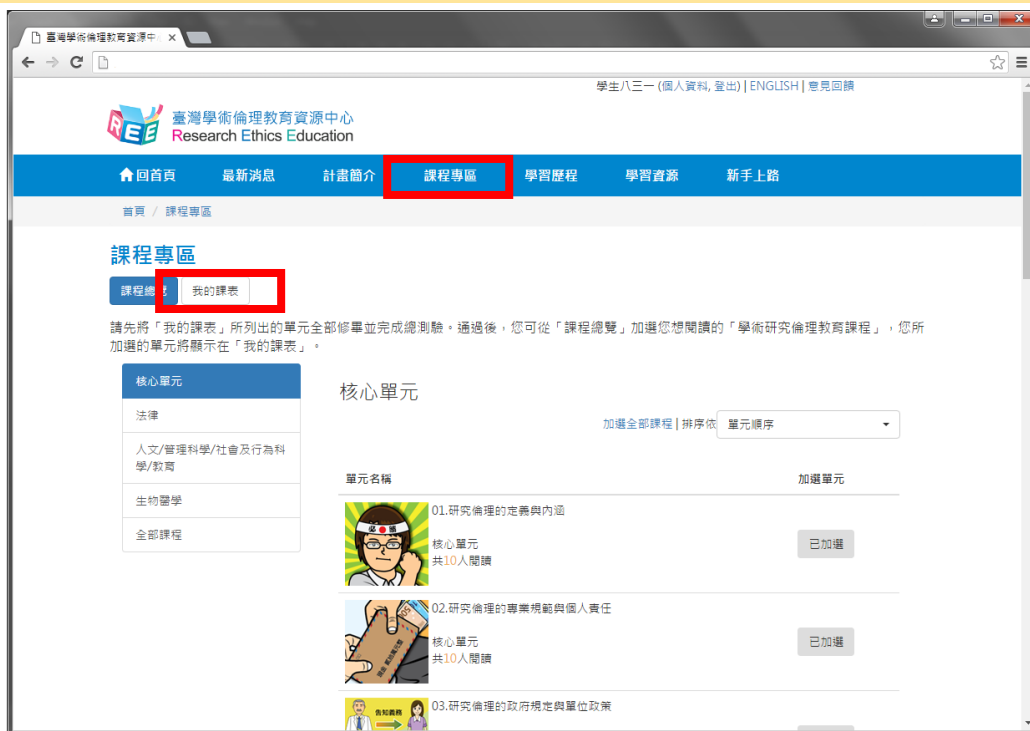 臺灣學術倫理教育資源中
學生八三一 (個人資料, 登出) | ENGLISH | 意見回饋
REE
臺灣學術倫理教育資源中心
Research Ethics Education
回首頁 最新消息 計畫簡介 課程專區 學習歷程 學習資源 新手上路
首頁 / 課程專區
課程專區
課程總覽 我的課表
請先將「我的課表」所列出的單元全部修畢並完成總測驗。通過後，您可從「課程總覽」加選您想閱讀的「學術研究倫理教育課程」，您所
加選的單元將顯示在「我的課表」。
核心單元
法律
人文/管理科學/社會及行為科
學/教育
生物醫學
全部課程
核心單元
加選全部課程 | 排序依 單元順序
單元名稱 加選單元
01.研究倫理的定義與內涵
必勝
核心單元
共10人閱讀
已加選
02.研究倫理的專業規範與個人責任
核心單元
共10人閱讀
已加選
03.研究倫理的政府規定與單位政策
告知義務